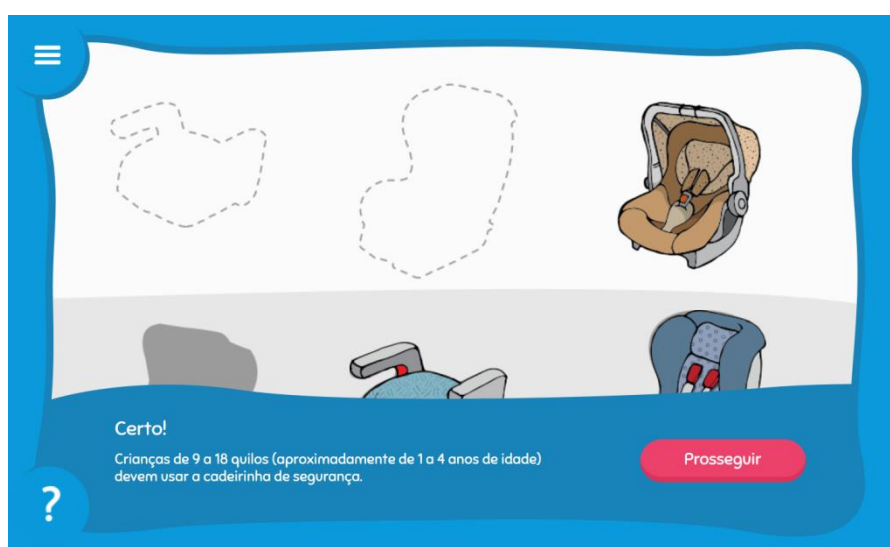 Certo!
Crianças de 9 a 18 quilos (aproximadamente de 1 a 4 anos de idade)
devem usar a cadeirinha de segurança.
Prosseguir
?